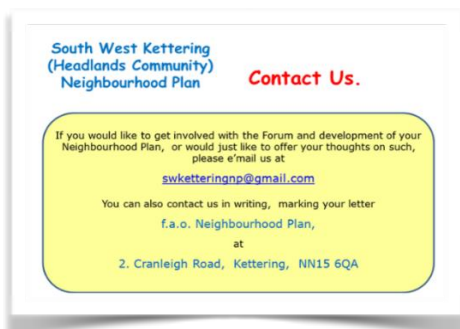 South West Kettering
(Headlands Community)
Neighbourhood Plan
Contact Us.
If you would like to get involved with the Forum and development of your
Neighbourhood Plan, or would just like to offer your thoughts on such,
please e'mail us at
swketteringnp@gmail.com
You can also contact us in writing, marking your letter
f.a.o. Neighbourhood Plan,
at
2. Cranleigh Road, Kettering, NN15 6QA